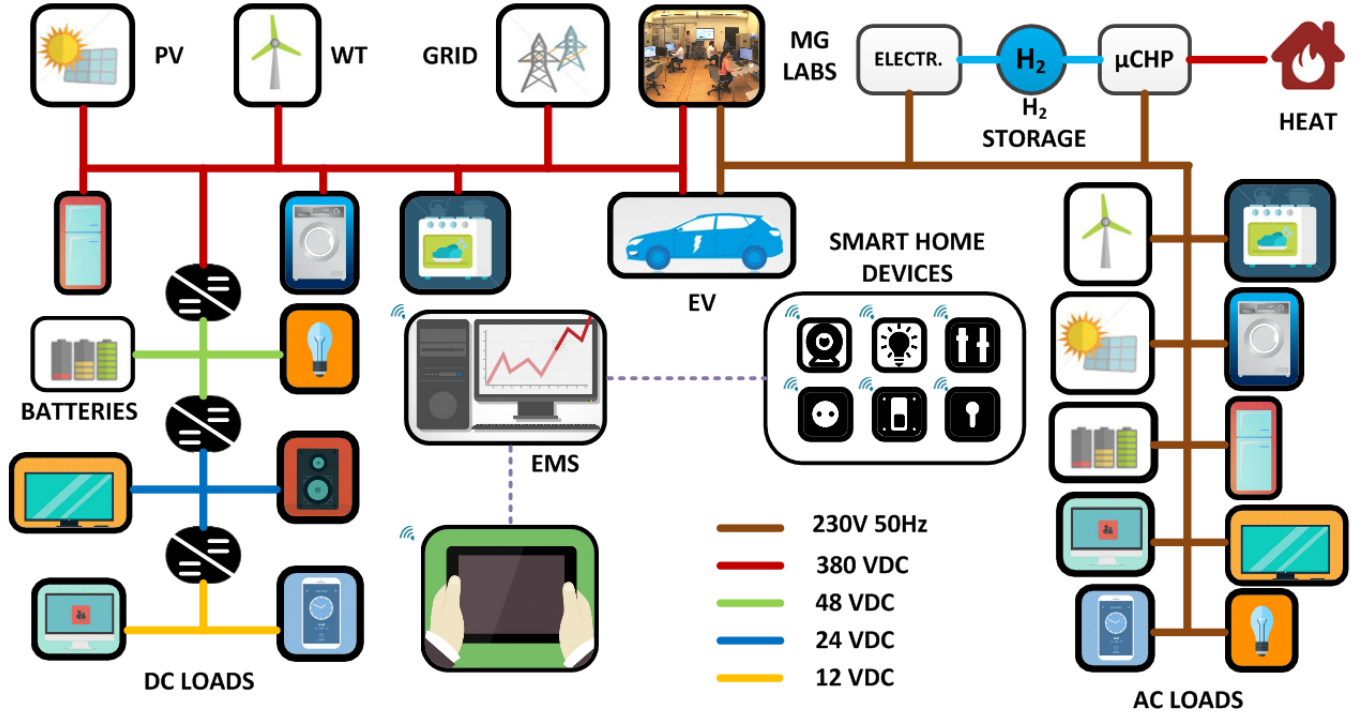 PV
WT
GRID
MG
LABS
ELECTR.
H₂
µCHP
H₂
STORAGE
HEAT
EV
SMART HOME
DEVICES
BATTERIES
EMS
DC LOADS
230V 50Hz
380 VDC
48 VDC
24 VDC
12 VDC
AC LOADS